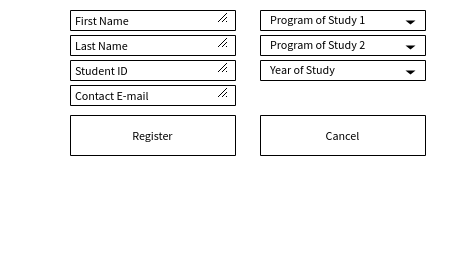 First Name
Last Name
Student ID
Contact E-mail
Program of Study 1
Program of Study 2
Year of Study
Register
Cancel